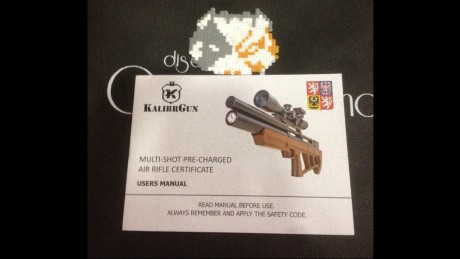 KALIBRGUN
MULTI-SHOT PRE-CHARGED
AIR RIFLE CERTIFICATE
USERS MANUAL
READ MANUAL BEFORE USE.
ALWAYS REMEMBER AND APPLY THE SAFETY CODE.